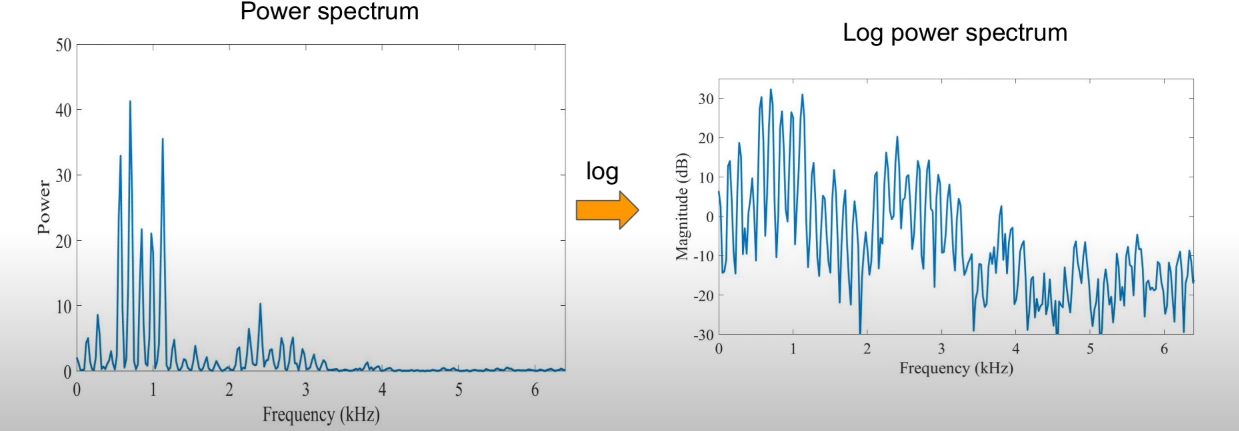 Power spectrum
50
40
30
20
10
0
Power
0 1 2 3 4 5 6
Frequency (kHz)
log
Log power spectrum
30
20
10
0
-10
-20
-30
Magnitude (dB)
0 1 2 3 4 5 6
Frequency (kHz)